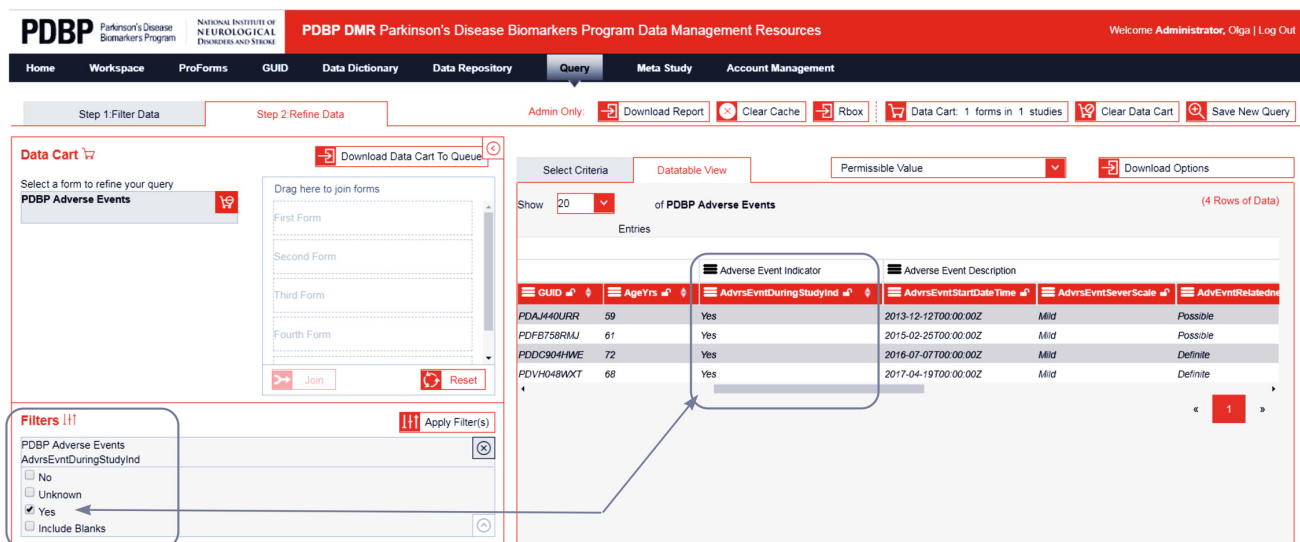 PDBP Parkinson's Disease Biomarkers Program
NATIONAL INSTITUTE OF NEUROLOGICAL DISORDERS AND STROKE
PDBP DMR Parkinson's Disease Biomarkers Program Data Management Resources
Welcome Administrator, Olga | Log Out
Home Workspace ProForms GUID Data Dictionary Data Repository Query Meta Study Account Management
Step 1:Filter Data Step 2:Refine Data
Admin Only: Download Report Clear Cache Rbox Data Cart: 1 forms in 1 studies Clear Data Cart Save New Query
Data Cart
Download Data Cart To Queue
Select a form to refine your query
PDBP Adverse Events
Drag here to join forms
First Form
Second Form
Third Form
Fourth Form
Join Reset
Filters
Apply Filter(s)
PDBP Adverse Events
AdvrsEvntDuringStudyInd
No
Unknown
Yes
Include Blanks
Select Criteria Datatable View Permissible Value Download Options
Show 20 of PDBP Adverse Events (4 Rows of Data)
Entries
Adverse Event Indicator Adverse Event Description
GUID AgeYrs AdvrsEvntDuringStudyInd AdvrsEvntStartDateTime AdvrsEvntSeverScale AdvEvntRelatedne
PDAJ440URR 59 Yes 2013-12-12T00:00:00Z Mild Possible
PDFB758RMJ 61 Yes 2015-02-25T00:00:00Z Mild Possible
PDDC904HWE 72 Yes 2016-07-07T00:00:00Z Mild Definite
PDVH048WXT 68 Yes 2017-04-19T00:00:00Z Mild Definite
« 1 »